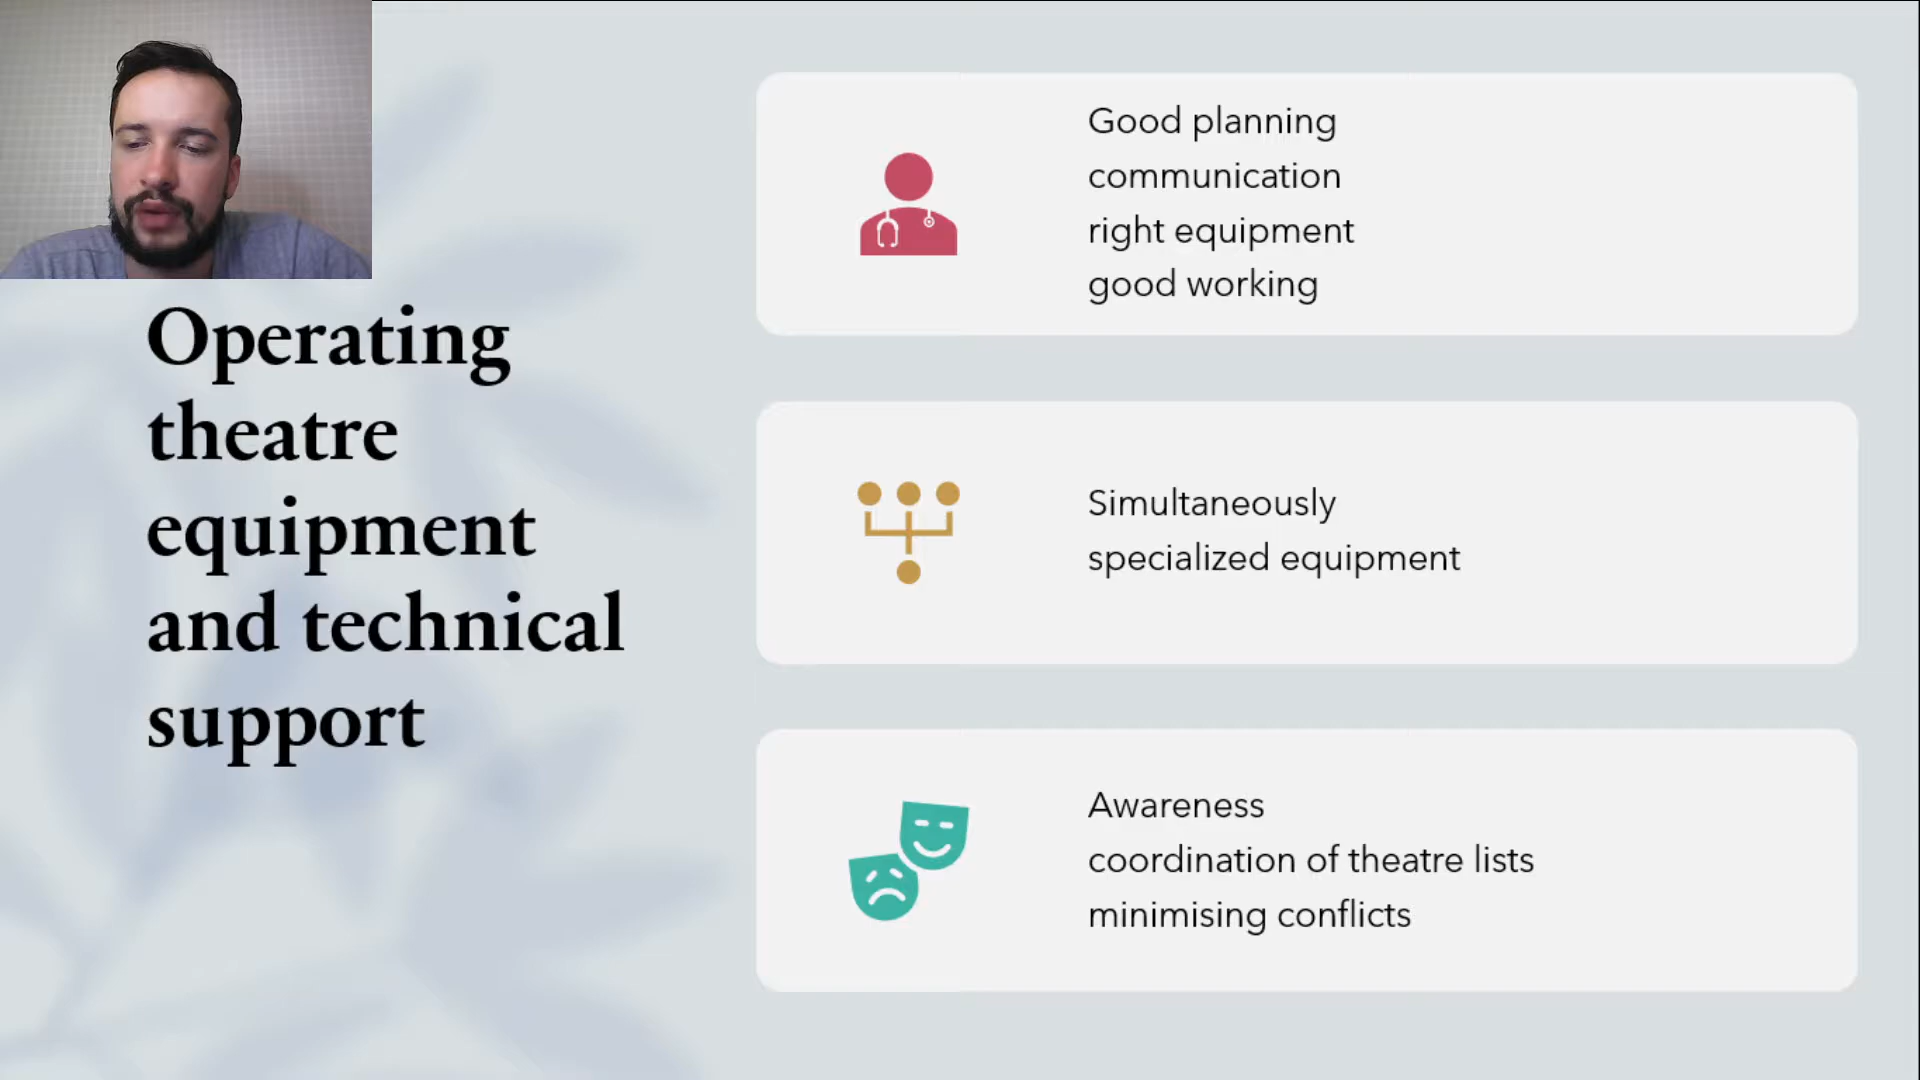 Operating
theatre
equipment
and technical
support
Good planning
communication
right equipment
good working
Simultaneously
specialized equipment
Awareness
coordination of theatre lists
minimising conflicts